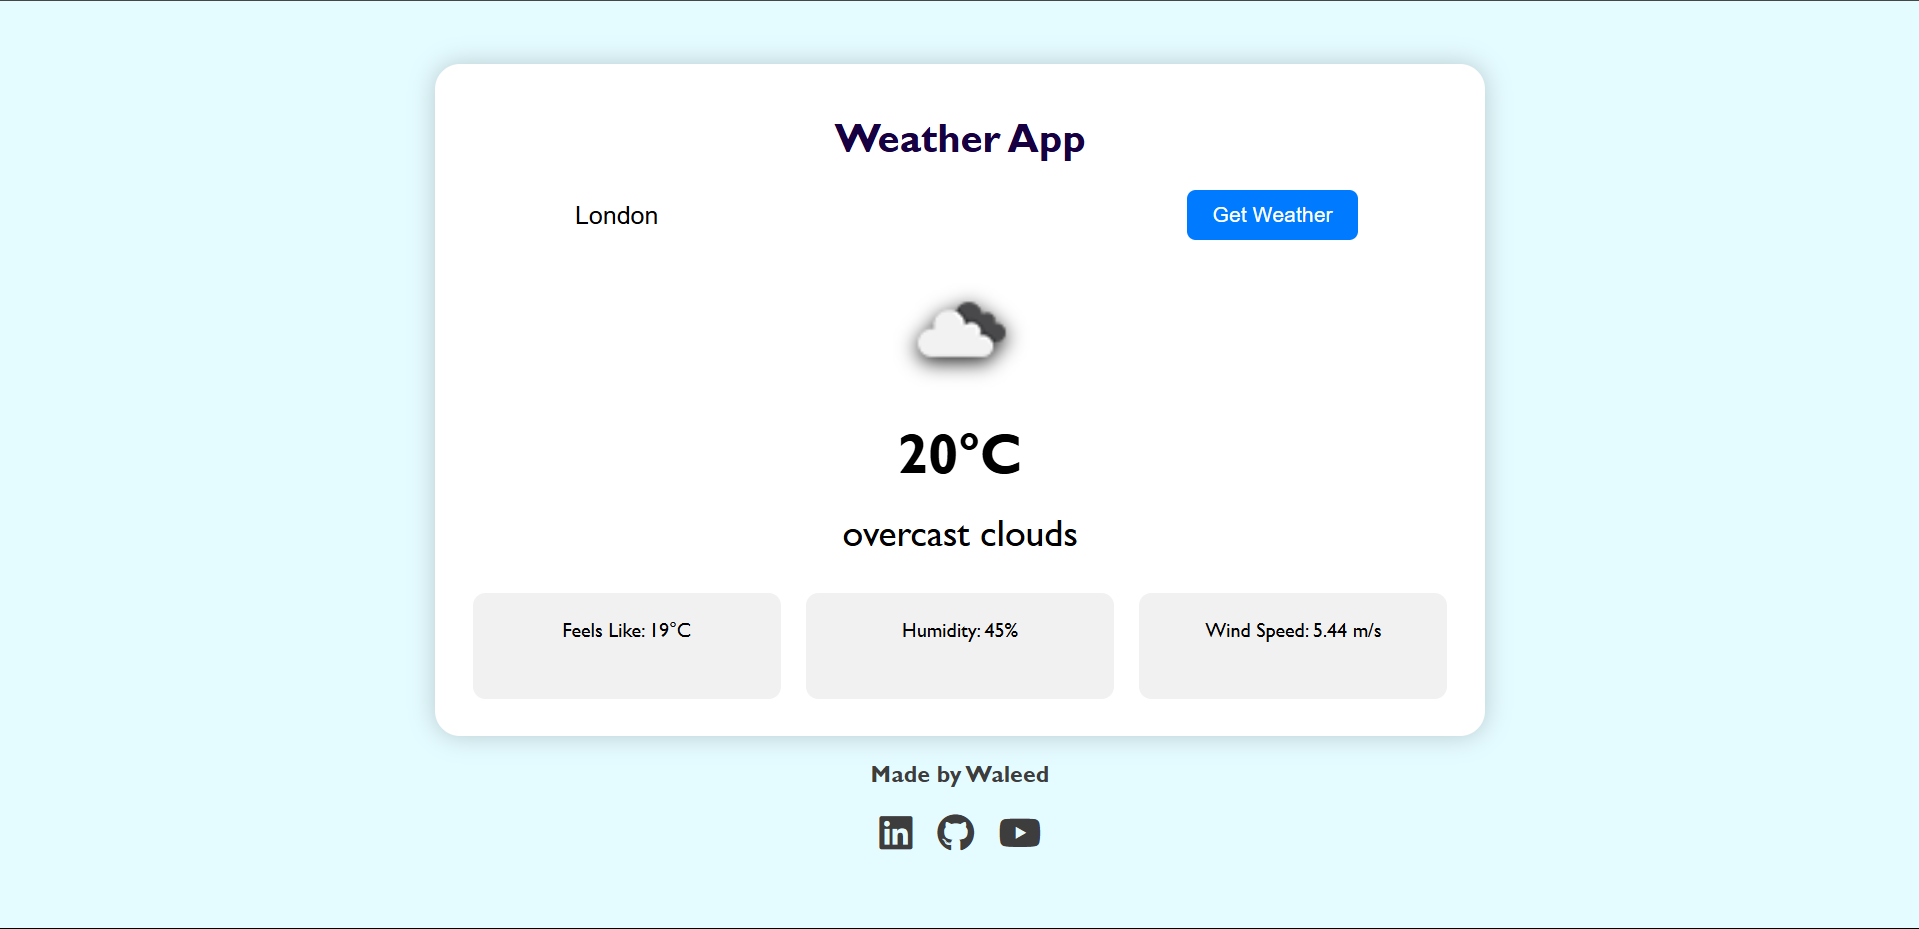 Weather App
London
Get Weather
20°C
overcast clouds
Feels Like: 19°C
Humidity: 45%
Wind Speed: 5.44 m/s
Made by Waleed
in